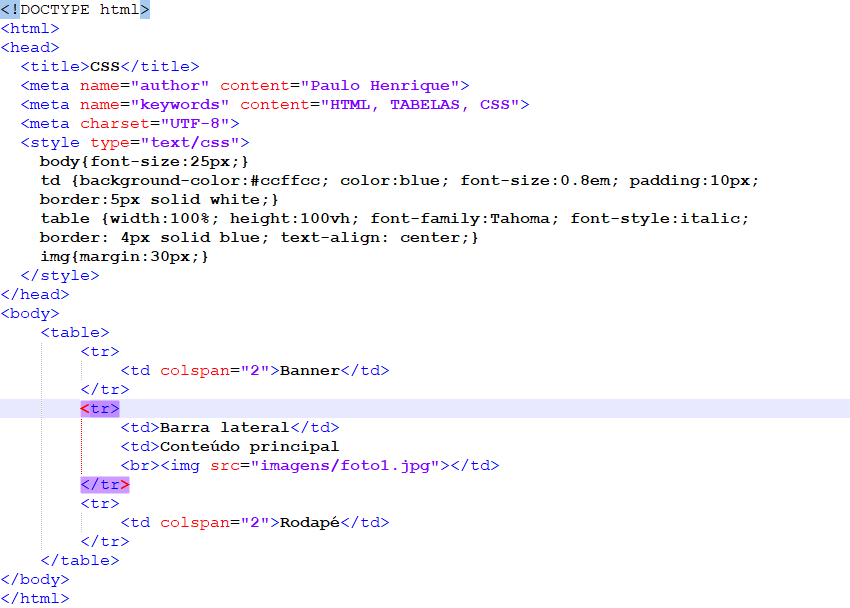 <!DOCTYPE html>
<html>
<head>
  <title>CSS</title>
  <meta name="author" content="Paulo Henrique">
  <meta name="keywords" content="HTML, TABELAS, CSS">
  <meta charset="UTF-8">
  <style type="text/css">
    body{font-size:25px;}
    td {background-color:#ccffcc; color:blue; font-size:0.8em; padding:10px;
    border:5px solid white;}
    table {width:100%; height:100vh; font-family:Tahoma; font-style:italic;
    border: 4px solid blue; text-align: center;}
    img{margin:30px;}
  </style>
</head>
<body>
    <table>
        <tr>
            <td colspan="2">Banner</td>
        </tr>
        <tr>
            <td>Barra lateral</td>
            <td>Conteúdo principal
            <br><img src="imagens/foto1.jpg"></td>
        </tr>
        <tr>
            <td colspan="2">Rodapé</td>
        </tr>
    </table>
</body>
</html>